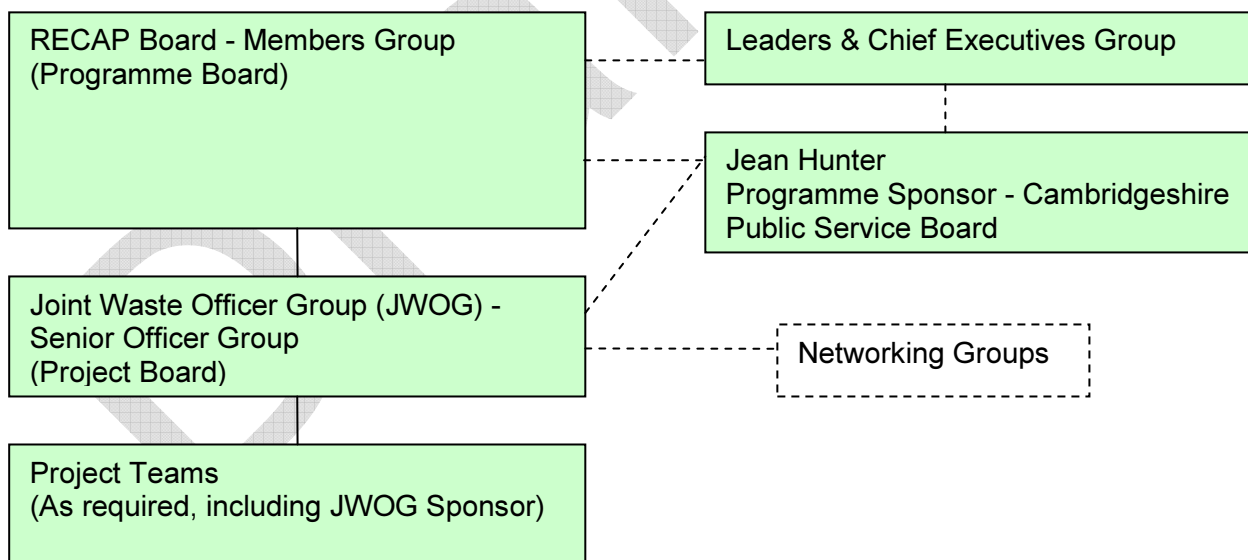 RECAP Board - Members Group
(Programme Board)
Leaders & Chief Executives Group
Jean Hunter
Programme Sponsor - Cambridgeshire
Public Service Board
Joint Waste Officer Group (JWOG) -
Senior Officer Group
(Project Board)
Networking Groups
Project Teams
(As required, including JWOG Sponsor)